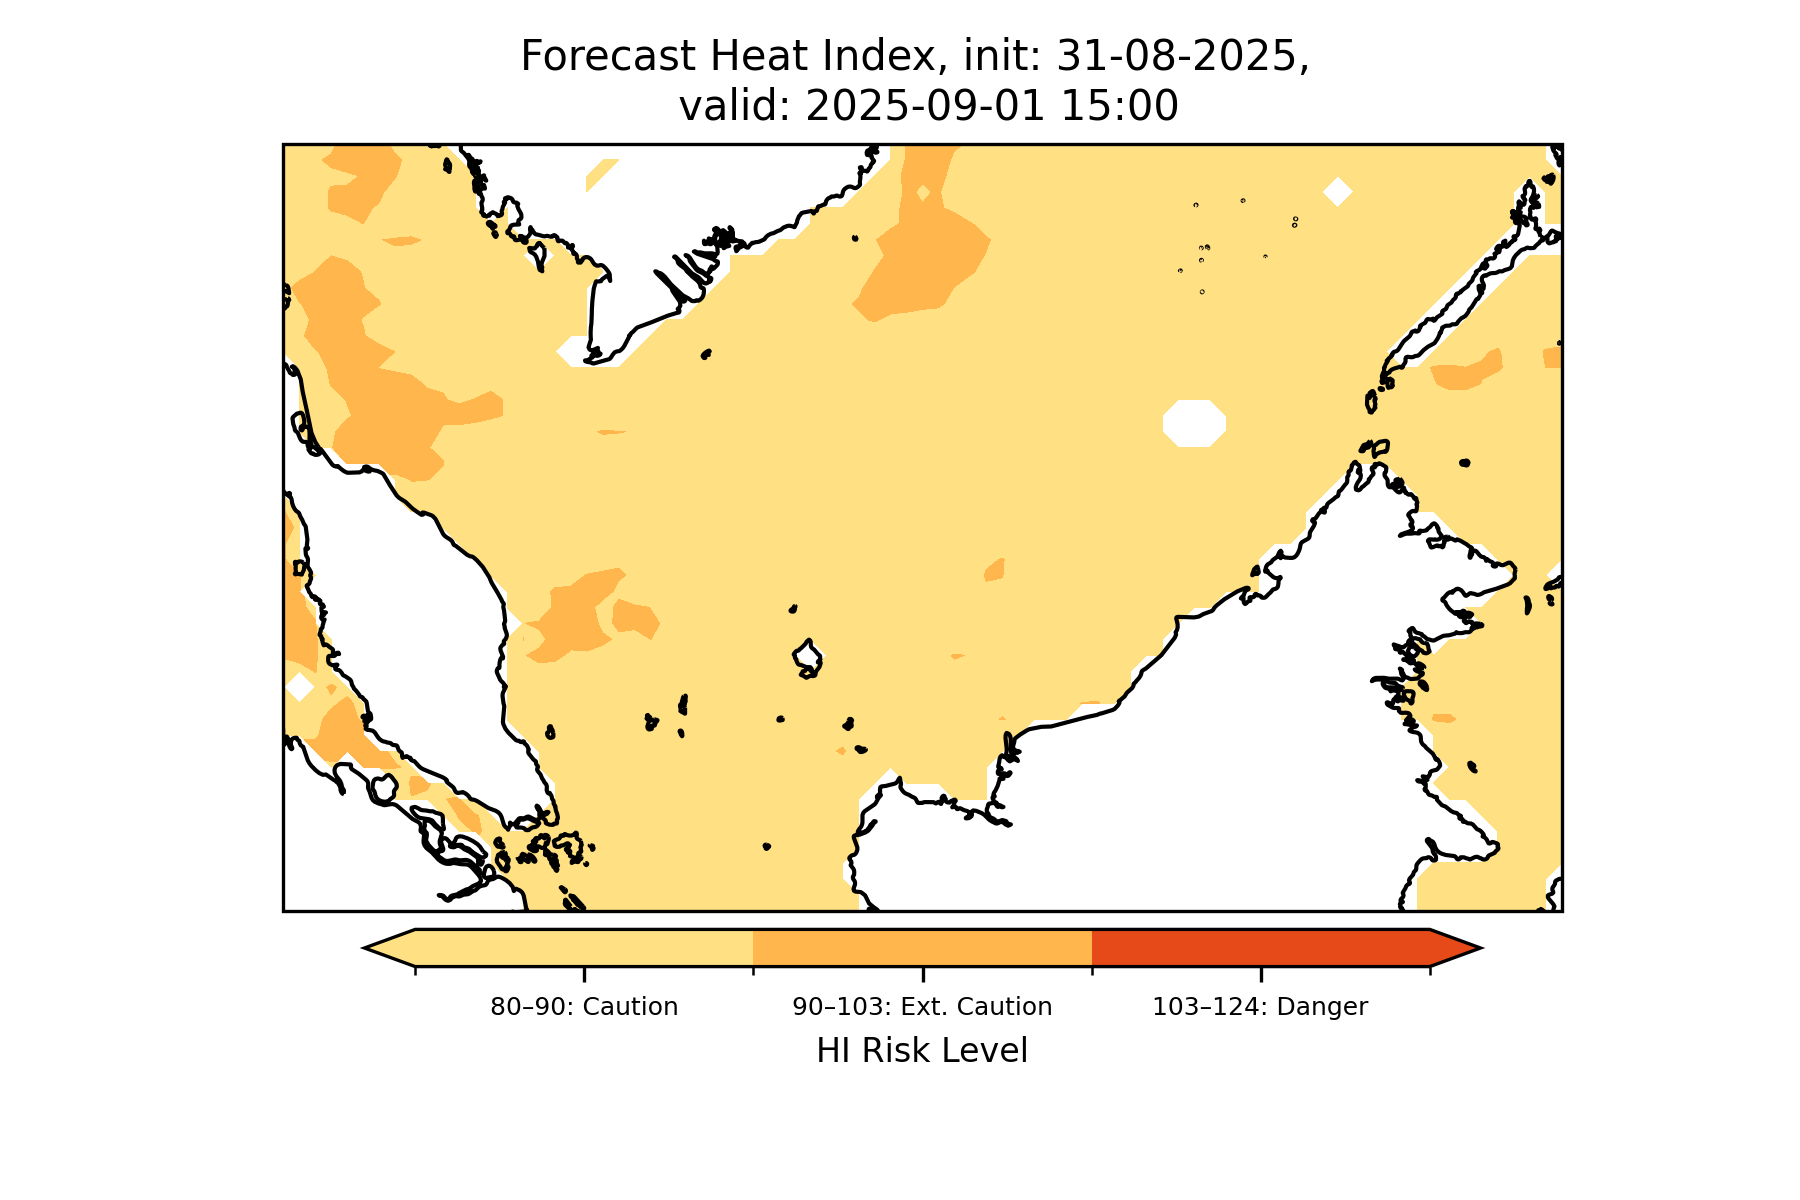 Forecast Heat Index, init: 31-08-2025,
valid: 2025-09-01 15:00
80–90: Caution
90–103: Ext. Caution
103–124: Danger
HI Risk Level